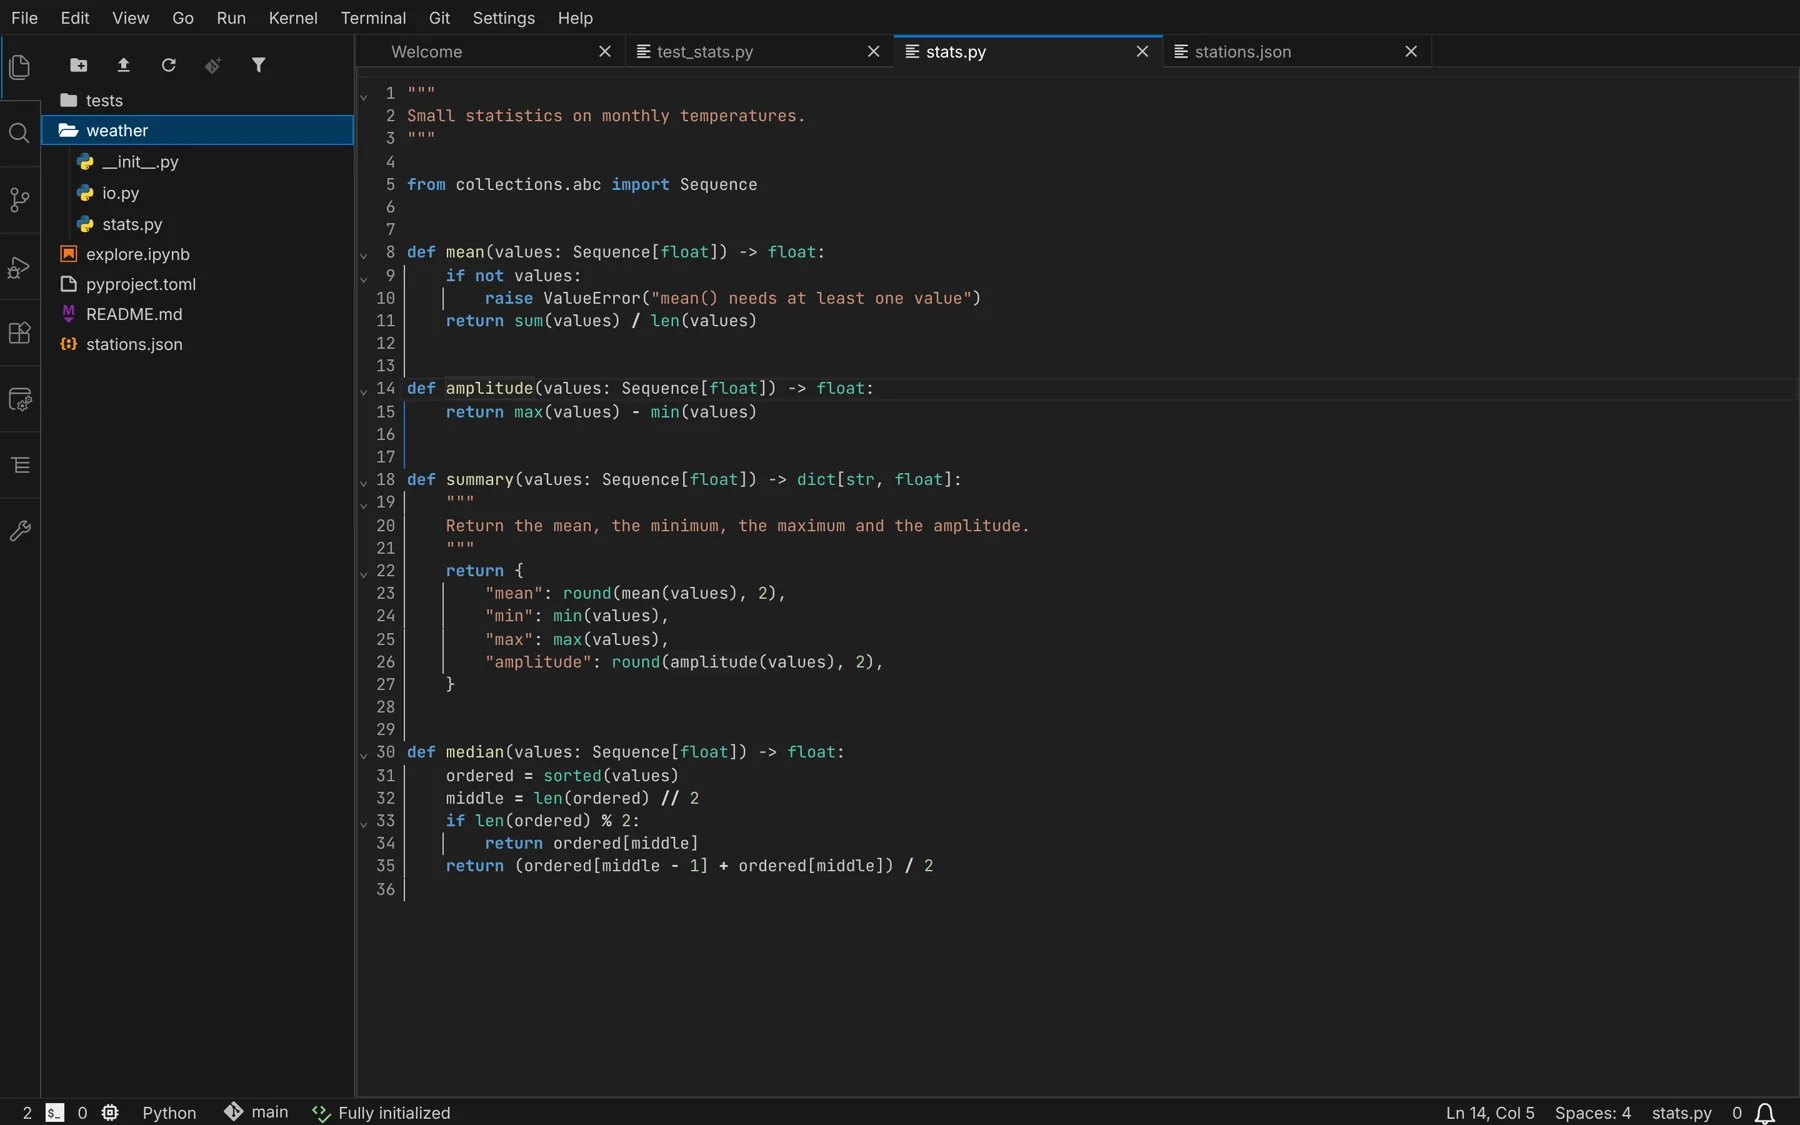 File Edit View Go Run Kernel Terminal Git Settings Help
Welcome
test_stats.py
stats.py
stations.json
tests
weather
__init__.py
io.py
stats.py
explore.ipynb
pyproject.toml
README.md
stations.json
1 """
2 Small statistics on monthly temperatures.
3 """
4
5 from collections.abc import Sequence
6
7
8 def mean(values: Sequence[float]) -> float:
9     if not values:
10         raise ValueError("mean() needs at least one value")
11     return sum(values) / len(values)
12
13
14 def amplitude(values: Sequence[float]) -> float:
15     return max(values) - min(values)
16
17
18 def summary(values: Sequence[float]) -> dict[str, float]:
19     """
20     Return the mean, the minimum, the maximum and the amplitude.
21     """
22     return {
23         "mean": round(mean(values), 2),
24         "min": min(values),
25         "max": max(values),
26         "amplitude": round(amplitude(values), 2),
27     }
28
29
30 def median(values: Sequence[float]) -> float:
31     ordered = sorted(values)
32     middle = len(ordered) // 2
33     if len(ordered) % 2:
34         return ordered[middle]
35     return (ordered[middle - 1] + ordered[middle]) / 2
36
2 $_ 0 Python main Fully initialized Ln 14, Col 5 Spaces: 4 stats.py 0